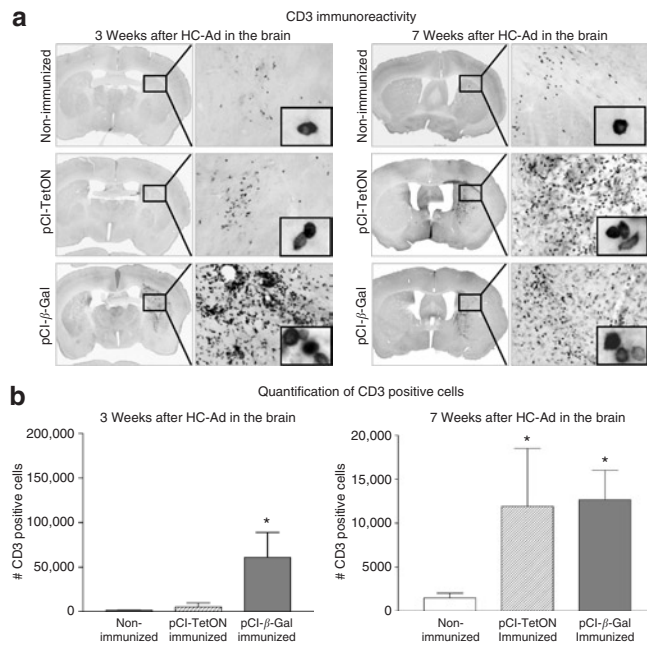 a
CD3 immunoreactivity
3 Weeks after HC-Ad in the brain
7 Weeks after HC-Ad in the brain
Non-immunized
pCI-TetON
pCI-β-Gal
Non-immunized
pCI-TetON
pCI-β-Gal
b
Quantification of CD3 positive cells
3 Weeks after HC-Ad in the brain
# CD3 positive cells
200,000
150,000
100,000
50,000
0
*
Non-
immunized
pCI-TetON
immunized
pCI-β-Gal
immunized
7 Weeks after HC-Ad in the brain
# CD3 positive cells
20,000
15,000
10,000
5000
0
*
*
Non-
immunized
pCI-TetON
Immunized
pCI-β-Gal
Immunized